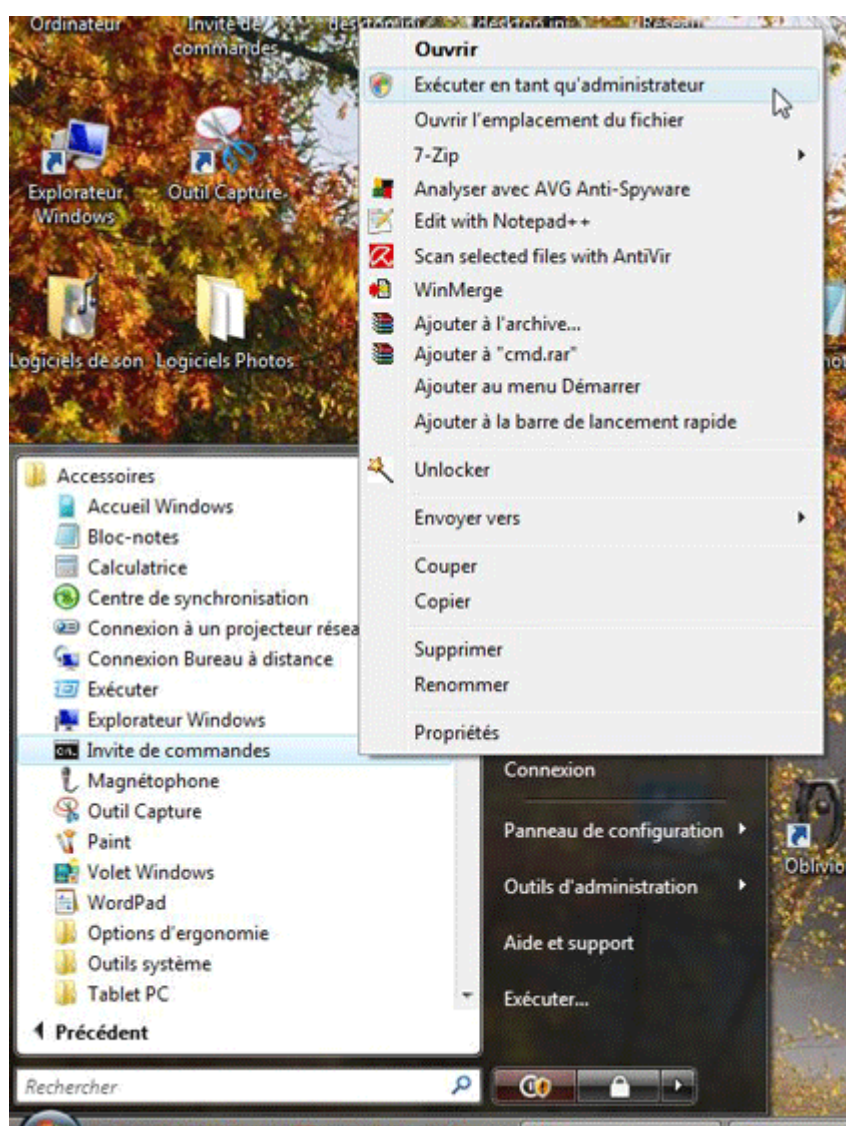 Ordinateur
Invite de
commandes
desktop.ini
desktop.ini
Réseau
Explorateur
Windows
Outil Capture
Logiciels de son
Logiciels Photos
Ouvrir
Exécuter en tant qu'administrateur
Ouvrir l'emplacement du fichier
7-Zip
Analyser avec AVG Anti-Spyware
Edit with Notepad++
Scan selected files with AntiVir
WinMerge
Ajouter à l'archive...
Ajouter à "cmd.rar"
Ajouter au menu Démarrer
Ajouter à la barre de lancement rapide
Unlocker
Envoyer vers
Couper
Copier
Supprimer
Renommer
Propriétés
Accessoires
Accueil Windows
Bloc-notes
Calculatrice
Centre de synchronisation
Connexion à un projecteur résea
Connexion Bureau à distance
Exécuter
Explorateur Windows
Invite de commandes
Magnétophone
Outil Capture
Paint
Volet Windows
WordPad
Options d'ergonomie
Outils système
Tablet PC
Précédent
Rechercher
Connexion
Panneau de configuration
Outils d'administration
Aide et support
Exécuter...
Oblivio